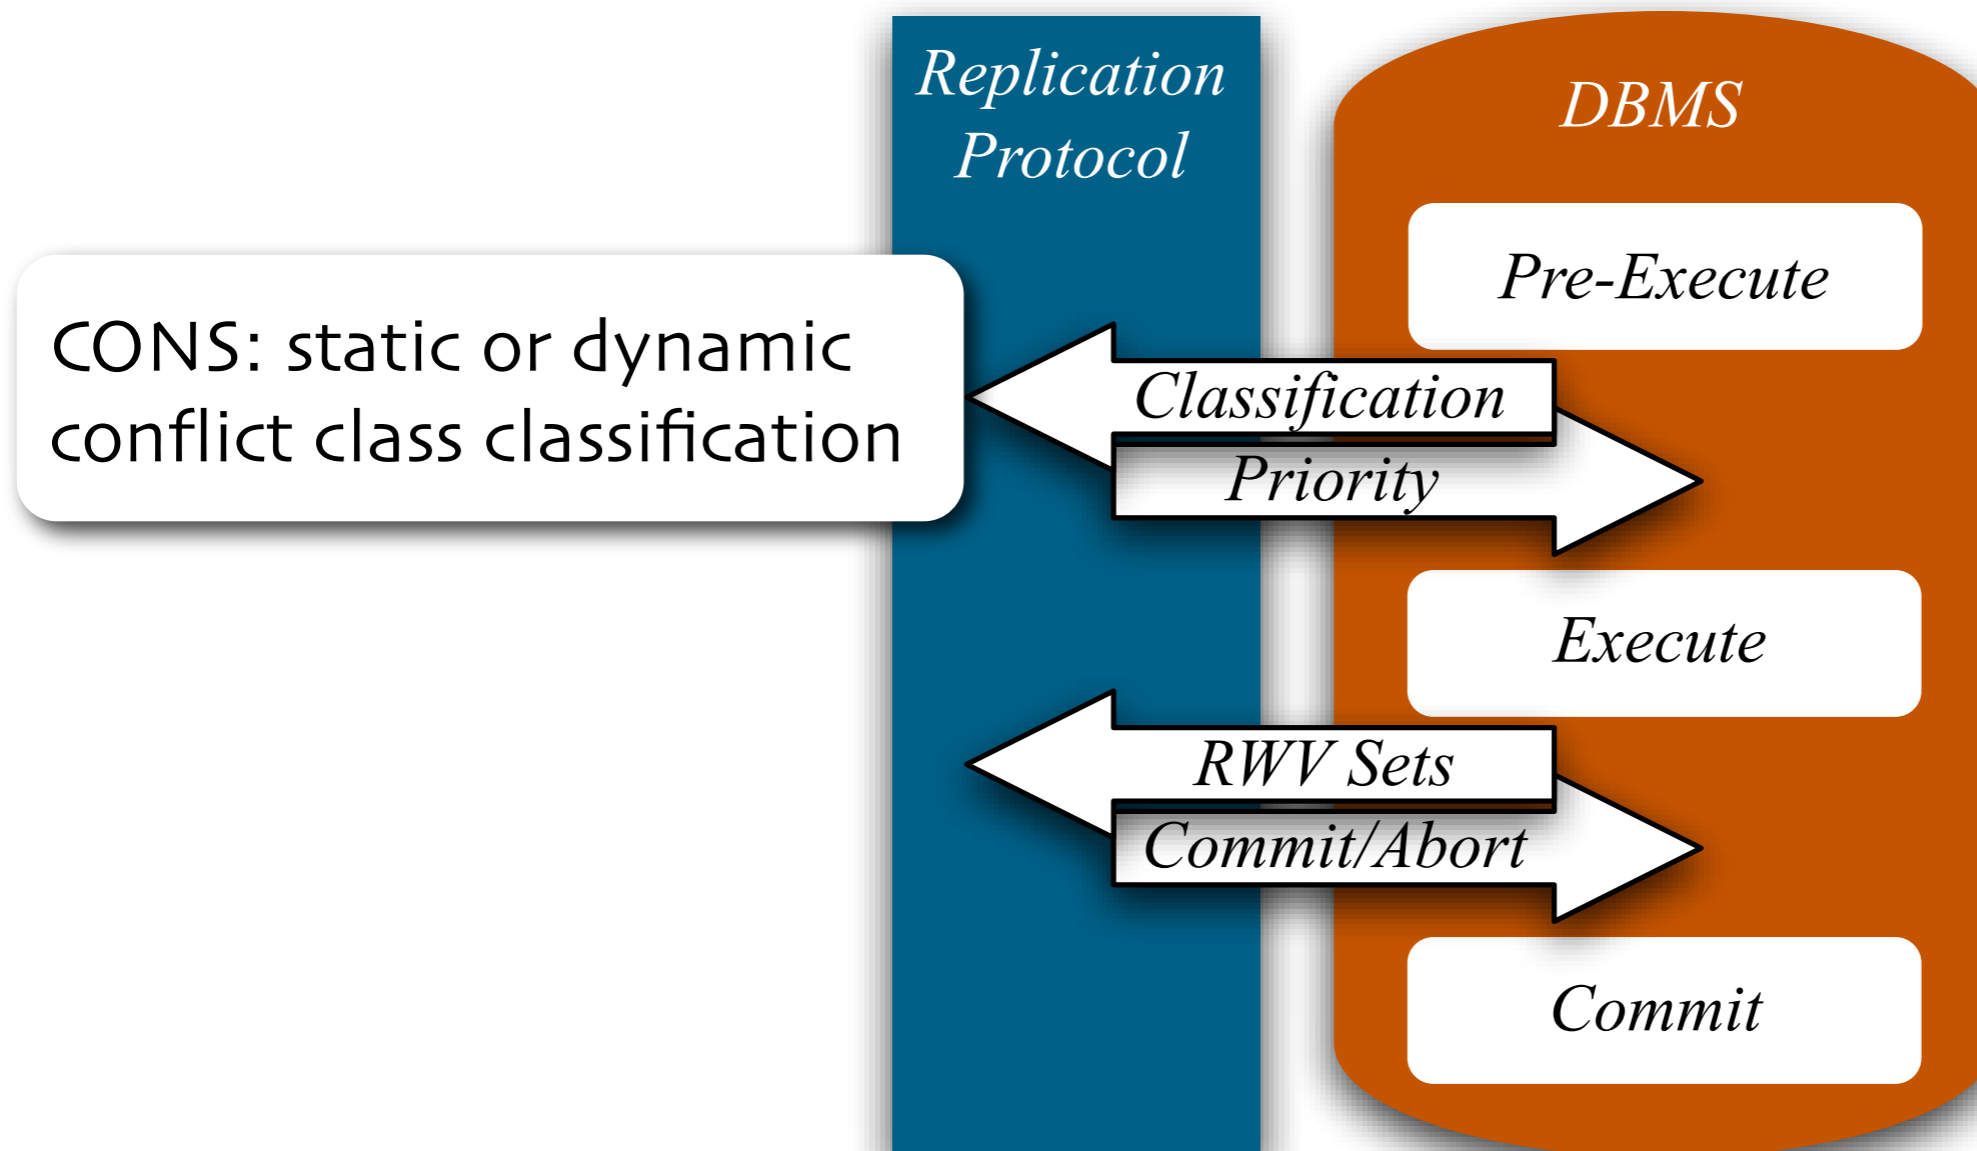 Replication
Protocol
DBMS
Pre-Execute
CONS: static or dynamic
conflict class classification
Classification
Priority
Execute
RWV Sets
Commit/Abort
Commit